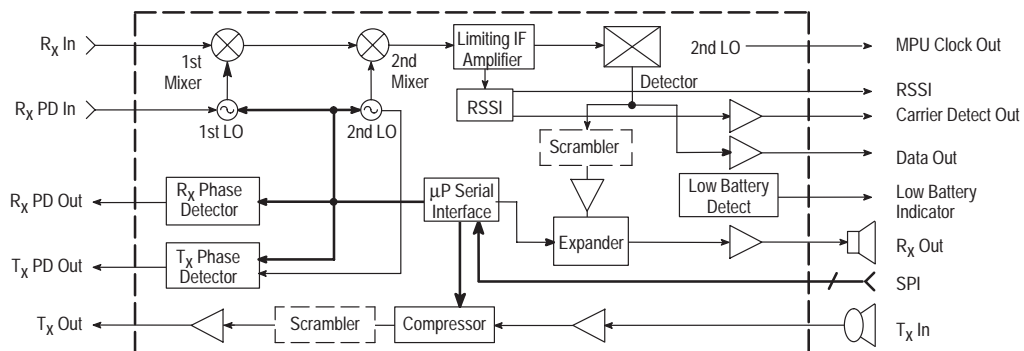 Rx In
1st
Mixer
2nd
Mixer
Limiting IF
Amplifier
2nd LO
MPU Clock Out
Detector
RSSI
RSSI
Rx PD In
1st LO
2nd LO
Carrier Detect Out
Scrambler
Data Out
Rx PD Out
Rx Phase
Detector
µP Serial
Interface
Low Battery
Detect
Low Battery
Indicator
Expander
Rx Out
Tx PD Out
Tx Phase
Detector
SPI
Tx Out
Scrambler
Compressor
Tx In